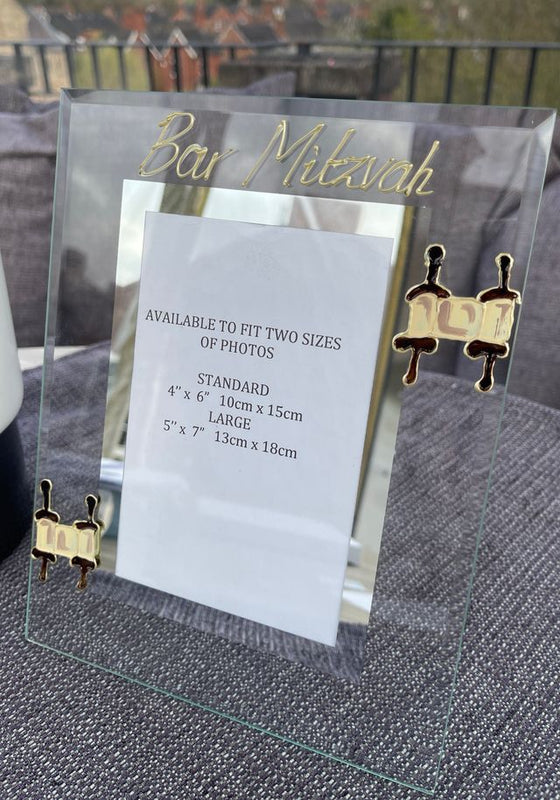 Bar Mitzvah
AVAILABLE TO FIT TWO SIZES
OF PHOTOS
STANDARD
4" x 6" 10cm x 15cm
LARGE
5" x 7" 13cm x 18cm